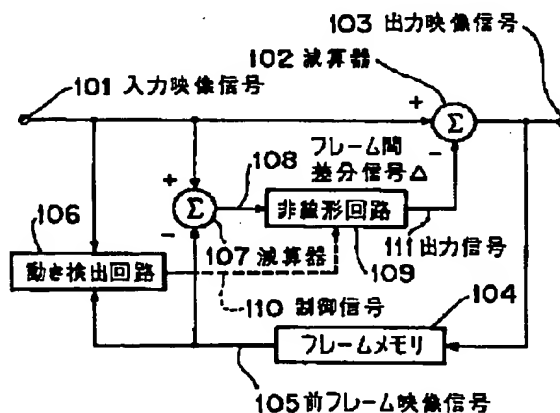 103 出力映像信号
102 減算器
101 入力映像信号
+
Σ
-
フレーム間
差分信号Δ
108
+
Σ
-
非線形回路
106
107 減算器
109
111 出力信号
動き検出回路
110 制御信号
104
フレームメモリ
105 前フレーム映像信号